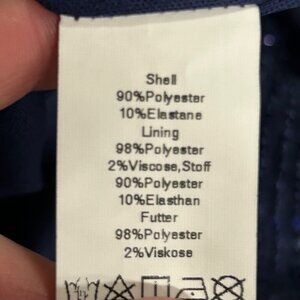 Shell
90%Polyester
10%Elastane
Lining
98%Polyester
2%Viscose,Stoff
90%Polyester
10%Elasthan
Futter
98%Polyester
2%Viskose